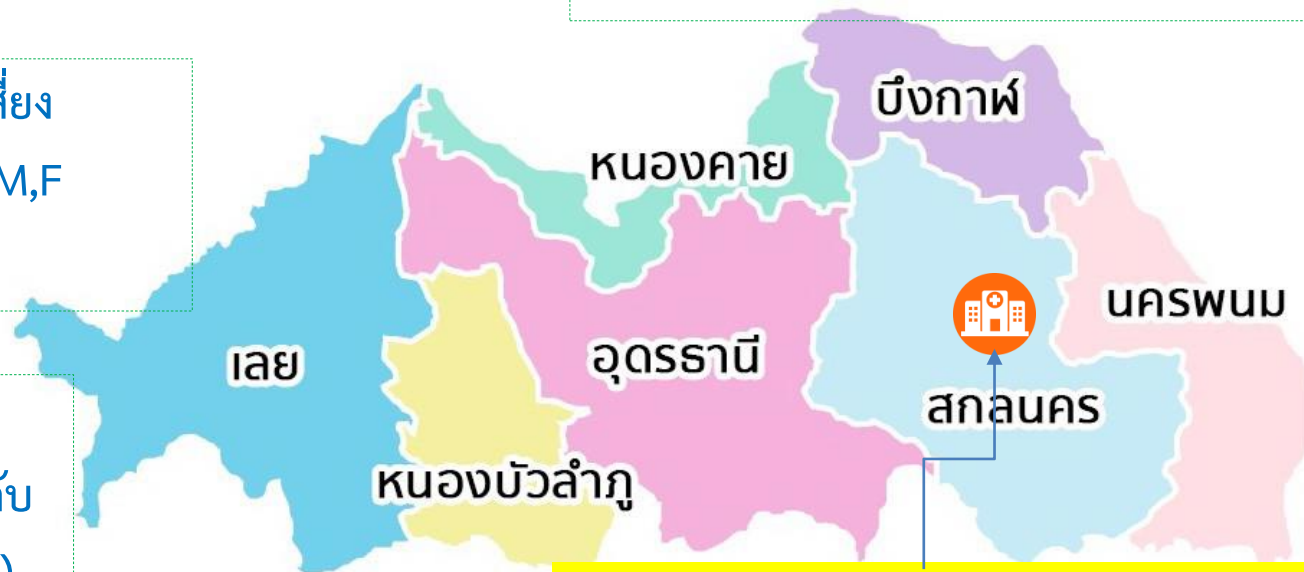 M,F
บึงกาฬ
หนองคาย
นครพนม
เลย
อุดรธานี
สกลนคร
หนองบัวลำภู
)